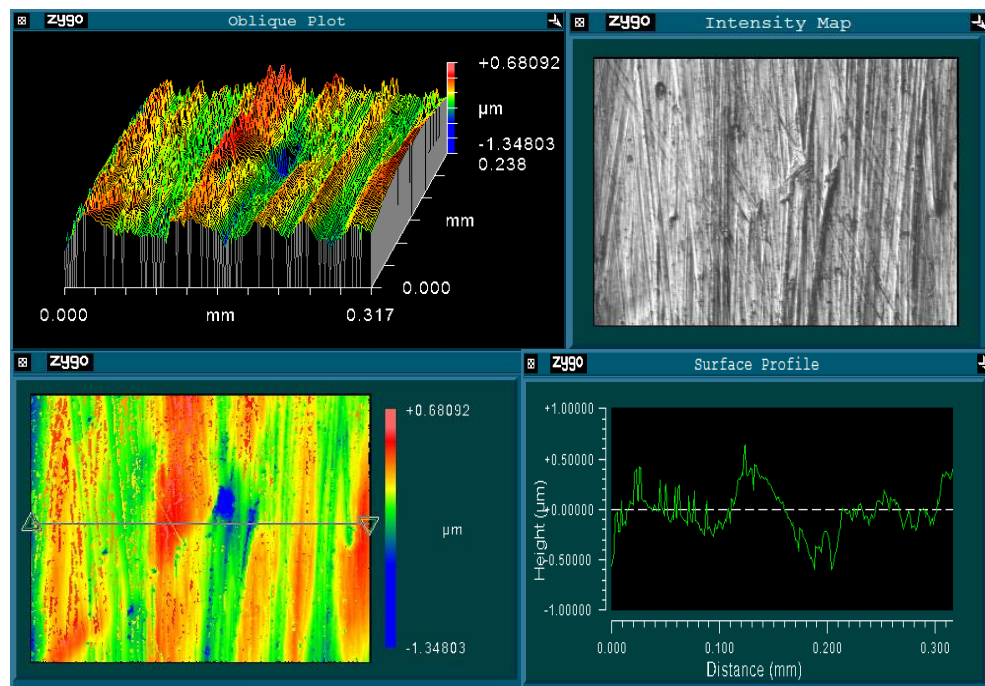 zygo Oblique Plot
+0.68092
µm
-1.34803
0.238
mm
0.000
0.000 mm 0.317
zygo Intensity Map
zygo
+0.68092
µm
-1.34803
zygo Surface Profile
+1.00000
+0.50000
+0.00000
-0.50000
-1.00000
Height (µm)
0.000 0.100 0.200 0.300
Distance (mm)